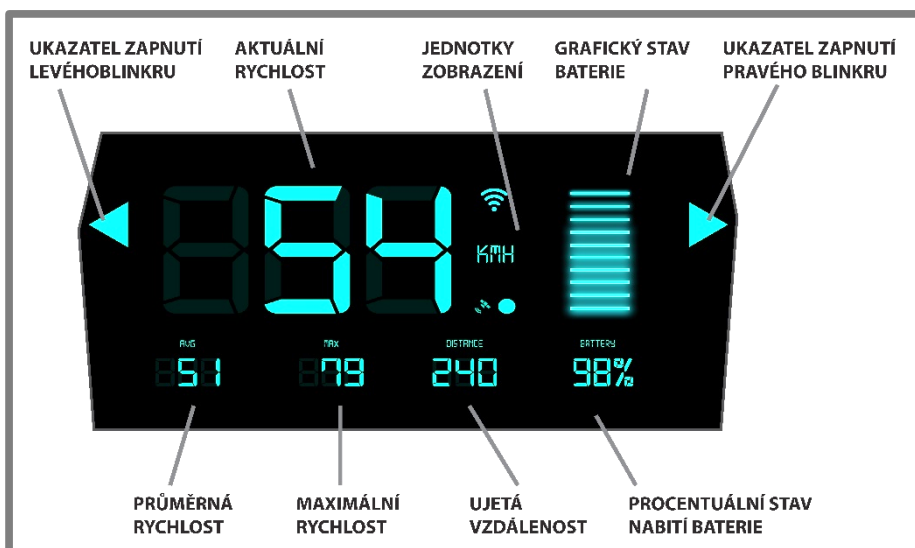 UKAZATEL ZAPNUTÍ
LEVÉHOBLINKRU
AKTUÁLNÍ
RYCHLOST
JEDNOTKY
ZOBRAZENÍ
GRAFICKÝ STAV
BATERIE
UKAZATEL ZAPNUTÍ
PRAVÉHO BLINKRU
54
KMH
AVG
51
MAX
79
DISTANCE
240
BATTERY
98%
PRŮMĚRNÁ
RYCHLOST
MAXIMÁLNÍ
RYCHLOST
UJETÁ
VZDÁLENOST
PROCENTUÁLNÍ STAV
NABITÍ BATERIE